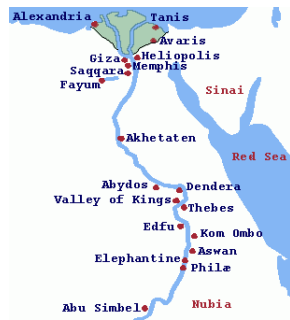 Alexandria
Tanis
Avaris
Heliopolis
Giza
Memphis
Saqqara
Fayum
Sinai
Akhetaten
Red Sea
Abydos
Dendera
Valley of Kings
Thebes
Edfu
Kom Ombo
Aswan
Elephantine
Philæ
Abu Simbel
Nubia